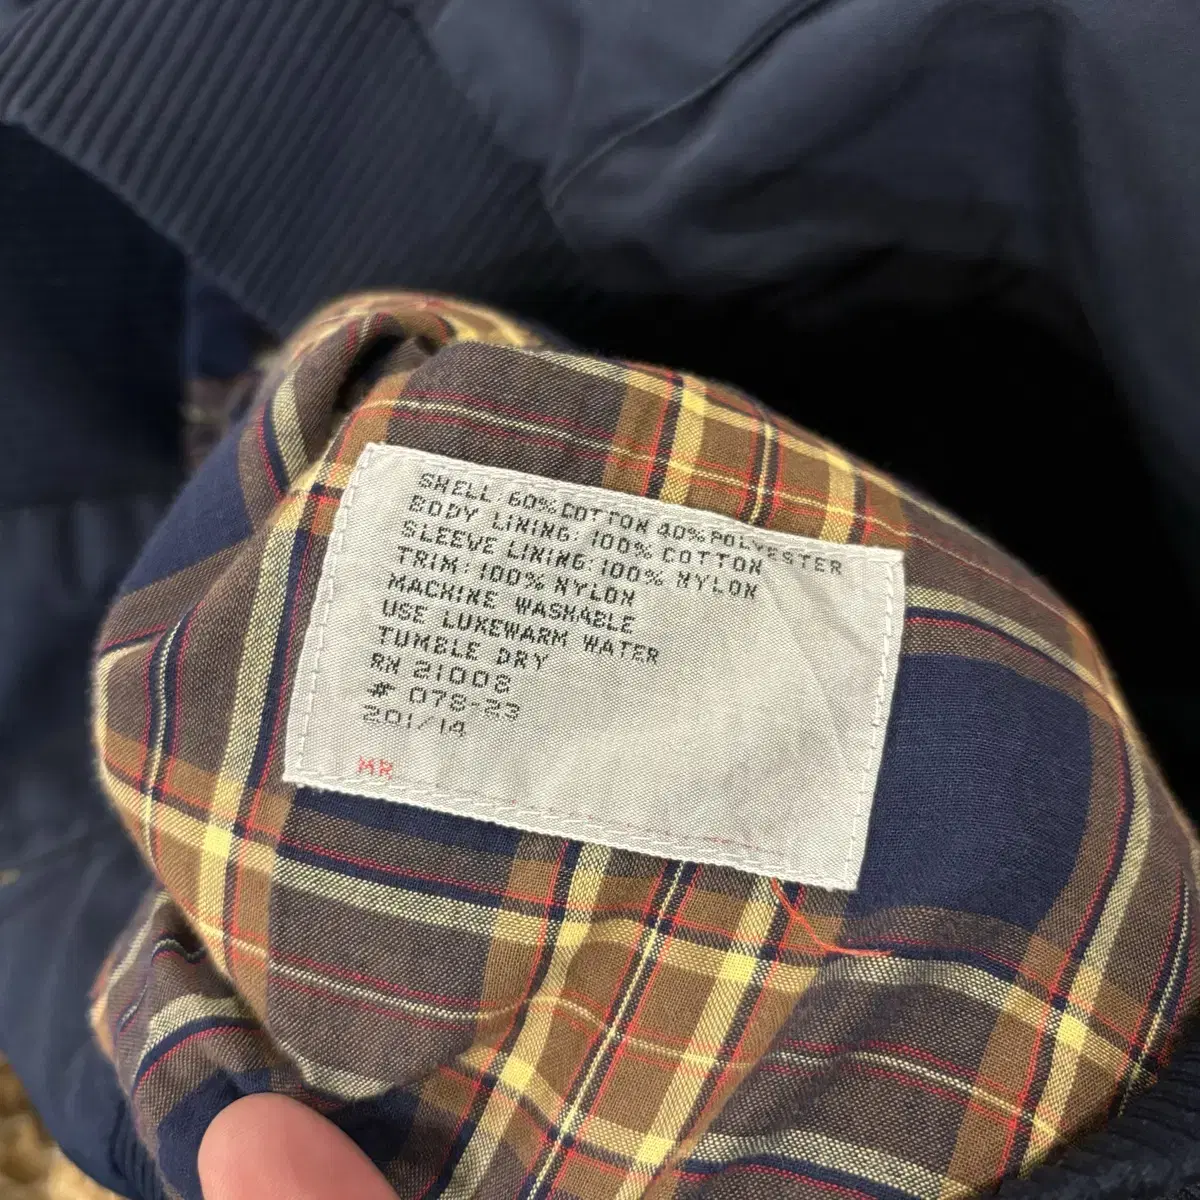 SHELL: 60% COTTON 40% POLYESTER
BODY LINING: 100% COTTON
SLEEVE LINING: 100% NYLON
TRIM: 100% NYLON
MACHINE WASHABLE
USE LUKEWARM WATER
TUMBLE DRY
RN 21008
# 078-23
201/14
MR